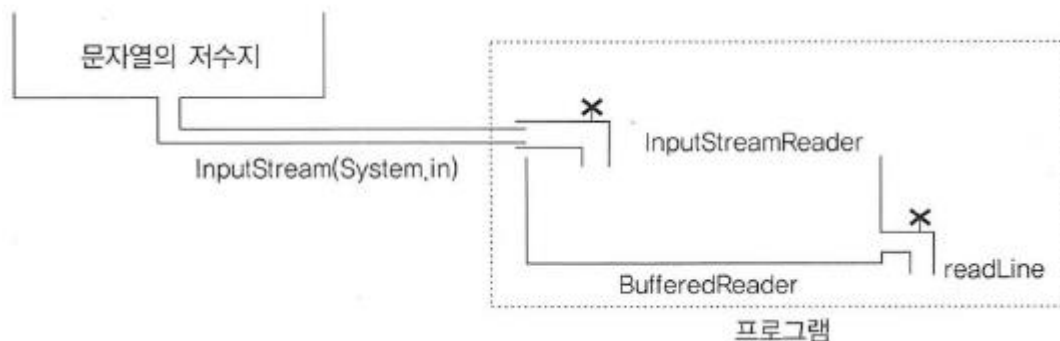 문자열의 저수지
InputStreamReader
InputStream(System.in)
readLine
BufferedReader
프로그램